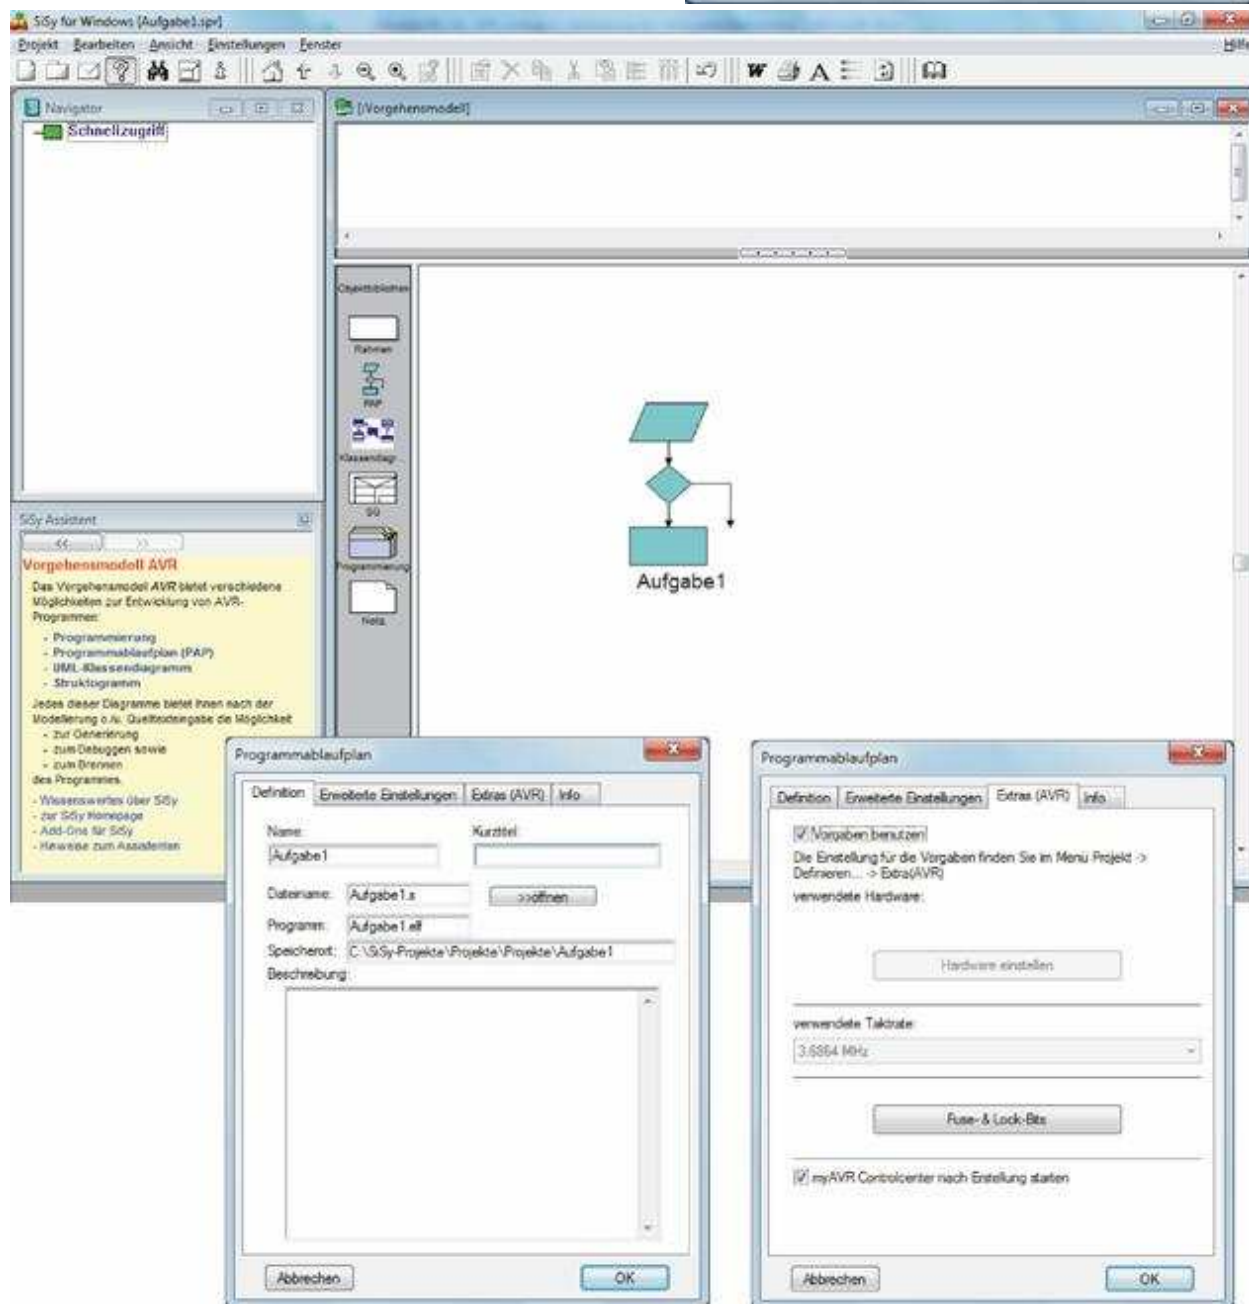 SiSy für Windows [Aufgabe1.spr]
Projekt Bearbeiten Ansicht Einstellungen Fenster Hilfe
Navigator
Schnellzugriff
[/Vorgehensmodell]
Objektbibliothek
Rahmen
PAP
Klassendiagr...
SG
Programmierung
Notiz
Aufgabe1
SiSy Assistent
<< >>
Vorgehensmodell AVR
Das Vorgehensmodell AVR bietet verschiedene
Möglichkeiten zur Entwicklung von AVR-
Programmen:
- Programmierung
- Programmablaufplan (PAP)
- UML-Klassendiagramm
- Struktogramm
Jedes dieser Diagramme bietet Ihnen nach der
Modellierung o./u. Quelltexteingabe die Möglichkeit
- zur Generierung
- zum Debuggen sowie
- zum Brennen
des Programmes.
- Wissenswertes über SiSy
- zur SiSy Homepage
- Add-Ons für SiSy
- Hinweise zum Assistenten
Programmablaufplan
Definition Erweiterte Einstellungen Extras (AVR) Info
Name: Kurztitel:
Aufgabe1
Dateiname: Aufgabe1.s >>öffnen
Programm: Aufgabe1.elf
Speicherort: C:\SiSy-Projekte\Projekte\Projekte\Aufgabe1
Beschreibung:
Abbrechen OK
Programmablaufplan
Definition Erweiterte Einstellungen Extras (AVR) Info
Vorgaben benutzen
Die Einstellung für die Vorgaben finden Sie im Menü Projekt ->
Definieren... -> Extra(AVR)
verwendete Hardware:
Hardware einstellen
verwendete Taktrate:
3.6864 MHz
Fuse- & Lock-Bits
myAVR Controlcenter nach Erstellung starten
Abbrechen OK